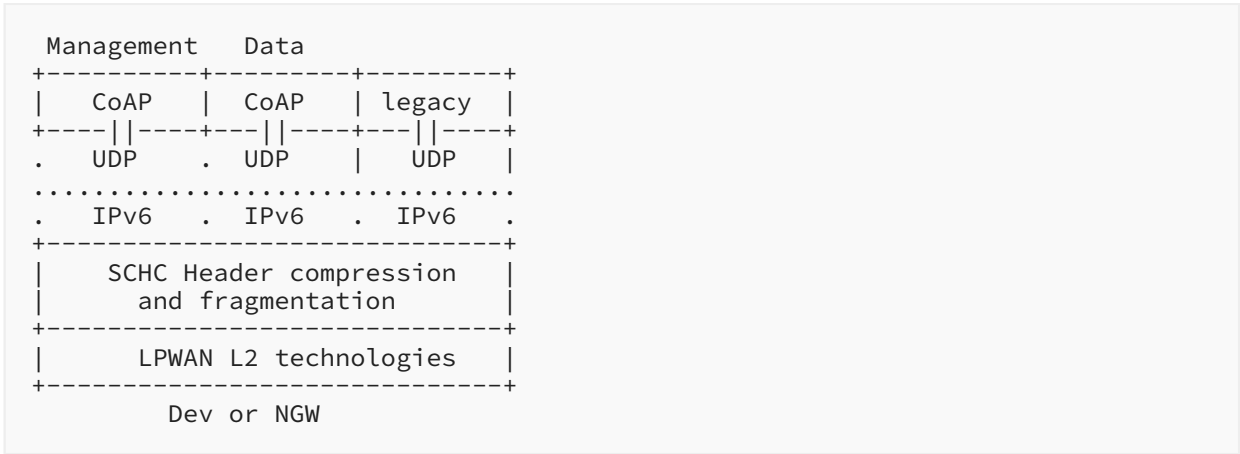 Management   Data
+----------+---------+---------+
|   CoAP   |  CoAP   | legacy  |
+----||----+---||----+---||----+
.   UDP    .  UDP    |   UDP   |
................................
.   IPv6   .  IPv6   .  IPv6   .
+------------------------------+
|    SCHC Header compression   |
|      and fragmentation       |
+------------------------------+
|      LPWAN L2 technologies   |
+------------------------------+
         Dev or NGW